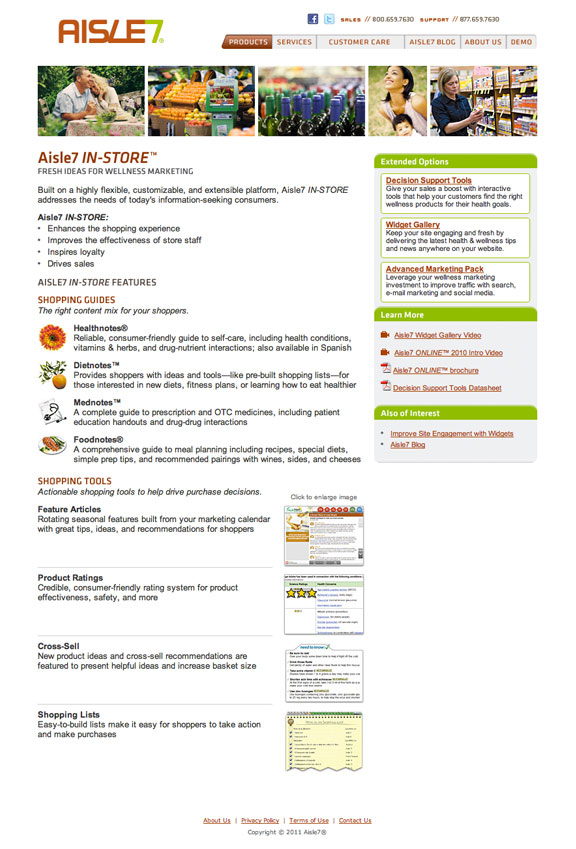 AISLE7®
SALES // 800.659.7630 SUPPORT // 877.659.7630
PRODUCTS SERVICES CUSTOMER CARE AISLE7 BLOG ABOUT US DEMO
Aisle7 IN-STORE™
FRESH IDEAS FOR WELLNESS MARKETING
Built on a highly flexible, customizable, and extensible platform, Aisle7 IN-STORE
addresses the needs of today's information-seeking consumers.
Aisle7 IN-STORE:
• Enhances the shopping experience
• Improves the effectiveness of store staff
• Inspires loyalty
• Drives sales
AISLE7 IN-STORE FEATURES
SHOPPING GUIDES
The right content mix for your shoppers.
Healthnotes®
Reliable, consumer-friendly guide to self-care, including health conditions,
vitamins & herbs, and drug-nutrient interactions; also available in Spanish
Dietnotes™
Provides shoppers with ideas and tools—like pre-built shopping lists—for
those interested in new diets, fitness plans, or learning how to eat healthier
Mednotes™
A complete guide to prescription and OTC medicines, including patient
education handouts and drug-drug interactions
Foodnotes®
A comprehensive guide to meal planning including recipes, special diets,
simple prep tips, and recommended pairings with wines, sides, and cheeses
SHOPPING TOOLS
Actionable shopping tools to help drive purchase decisions.
Click to enlarge image
Feature Articles
Rotating seasonal features built from your marketing calendar
with great tips, ideas, and recommendations for shoppers
Product Ratings
Credible, consumer-friendly rating system for product
effectiveness, safety, and more
Science Ratings Health Concerns
Cross-Sell
New product ideas and cross-sell recommendations are
featured to present helpful ideas and increase basket size
need to know
Shopping Lists
Easy-to-build lists make it easy for shoppers to take action
and make purchases
Extended Options
Decision Support Tools
Give your sales a boost with interactive
tools that help your customers find the right
wellness products for their health goals.
Widget Gallery
Keep your site engaging and fresh by
delivering the latest health & wellness tips
and news anywhere on your website.
Advanced Marketing Pack
Leverage your wellness marketing
investment to improve traffic with search,
e-mail marketing and social media.
Learn More
Aisle7 Widget Gallery Video
Aisle7 ONLINE™ 2010 Intro Video
Aisle7 ONLINE™ brochure
Decision Support Tools Datasheet
Also of Interest
• Improve Site Engagement with Widgets
• Aisle7 Blog
About Us | Privacy Policy | Terms of Use | Contact Us
Copyright © 2011 Aisle7®